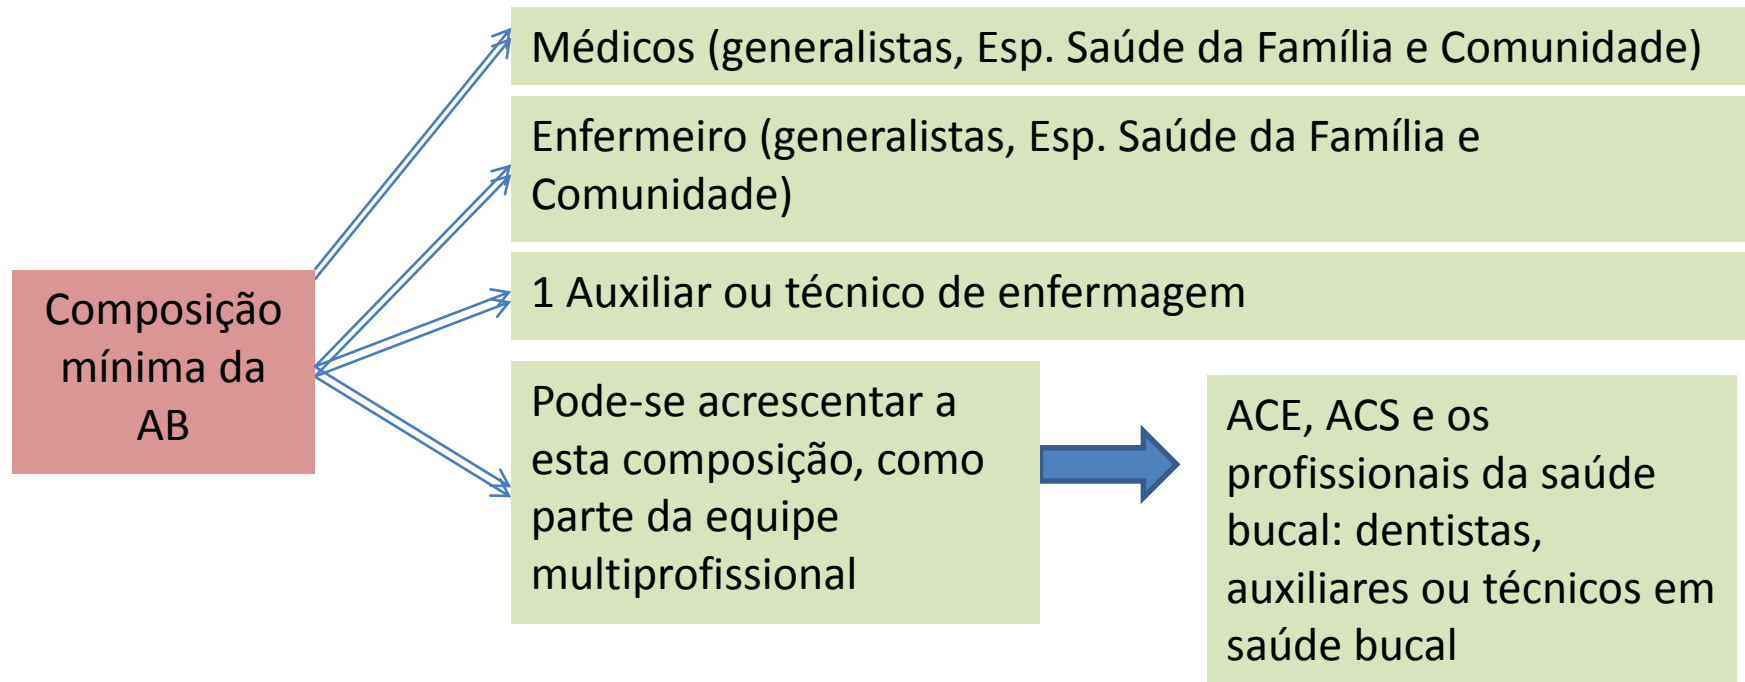 Médicos (generalistas, Esp. Saúde da Família e Comunidade)
Enfermeiro (generalistas, Esp. Saúde da Família e
Comunidade)
1 Auxiliar ou técnico de enfermagem
Composição
mínima da
AB
Pode-se acrescentar a
esta composição, como
parte da equipe
multiprofissional
ACE, ACS e os
profissionais da saúde
bucal: dentistas,
auxiliares ou técnicos em
saúde bucal